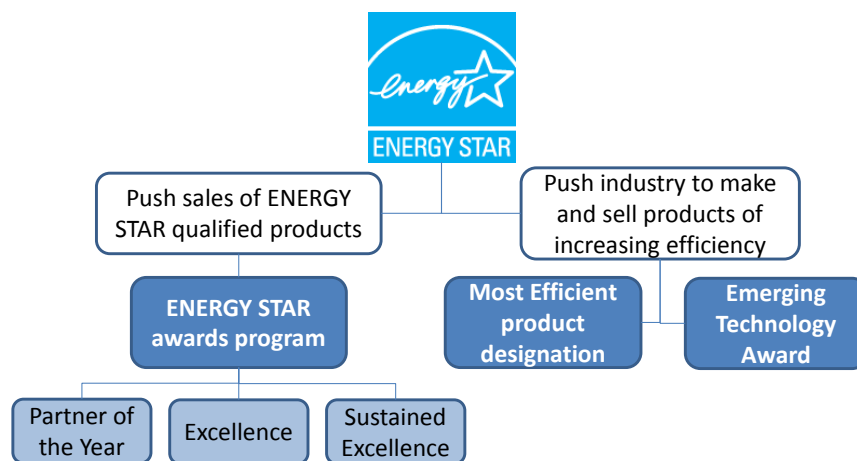 energy
ENERGY STAR
Push sales of ENERGY
STAR qualified products
Push industry to make
and sell products of
increasing efficiency
ENERGY STAR
awards program
Most Efficient
product
designation
Emerging
Technology
Award
Partner of
the Year
Excellence
Sustained
Excellence